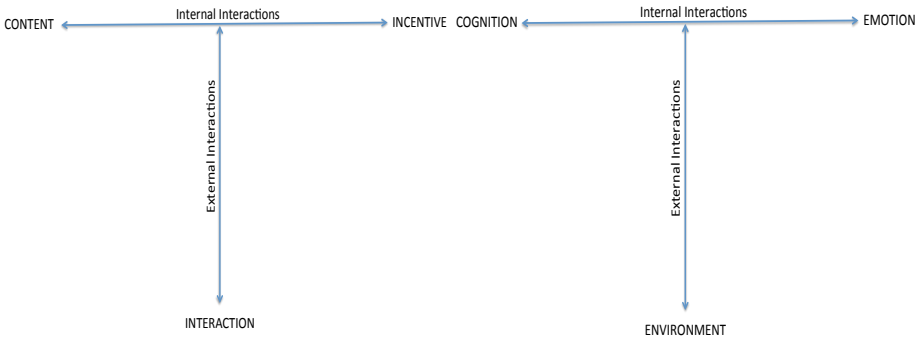 Internal Interactions
CONTENT
INCENTIVE
External Interactions
INTERACTION
Internal Interactions
COGNITION
EMOTION
External Interactions
ENVIRONMENT